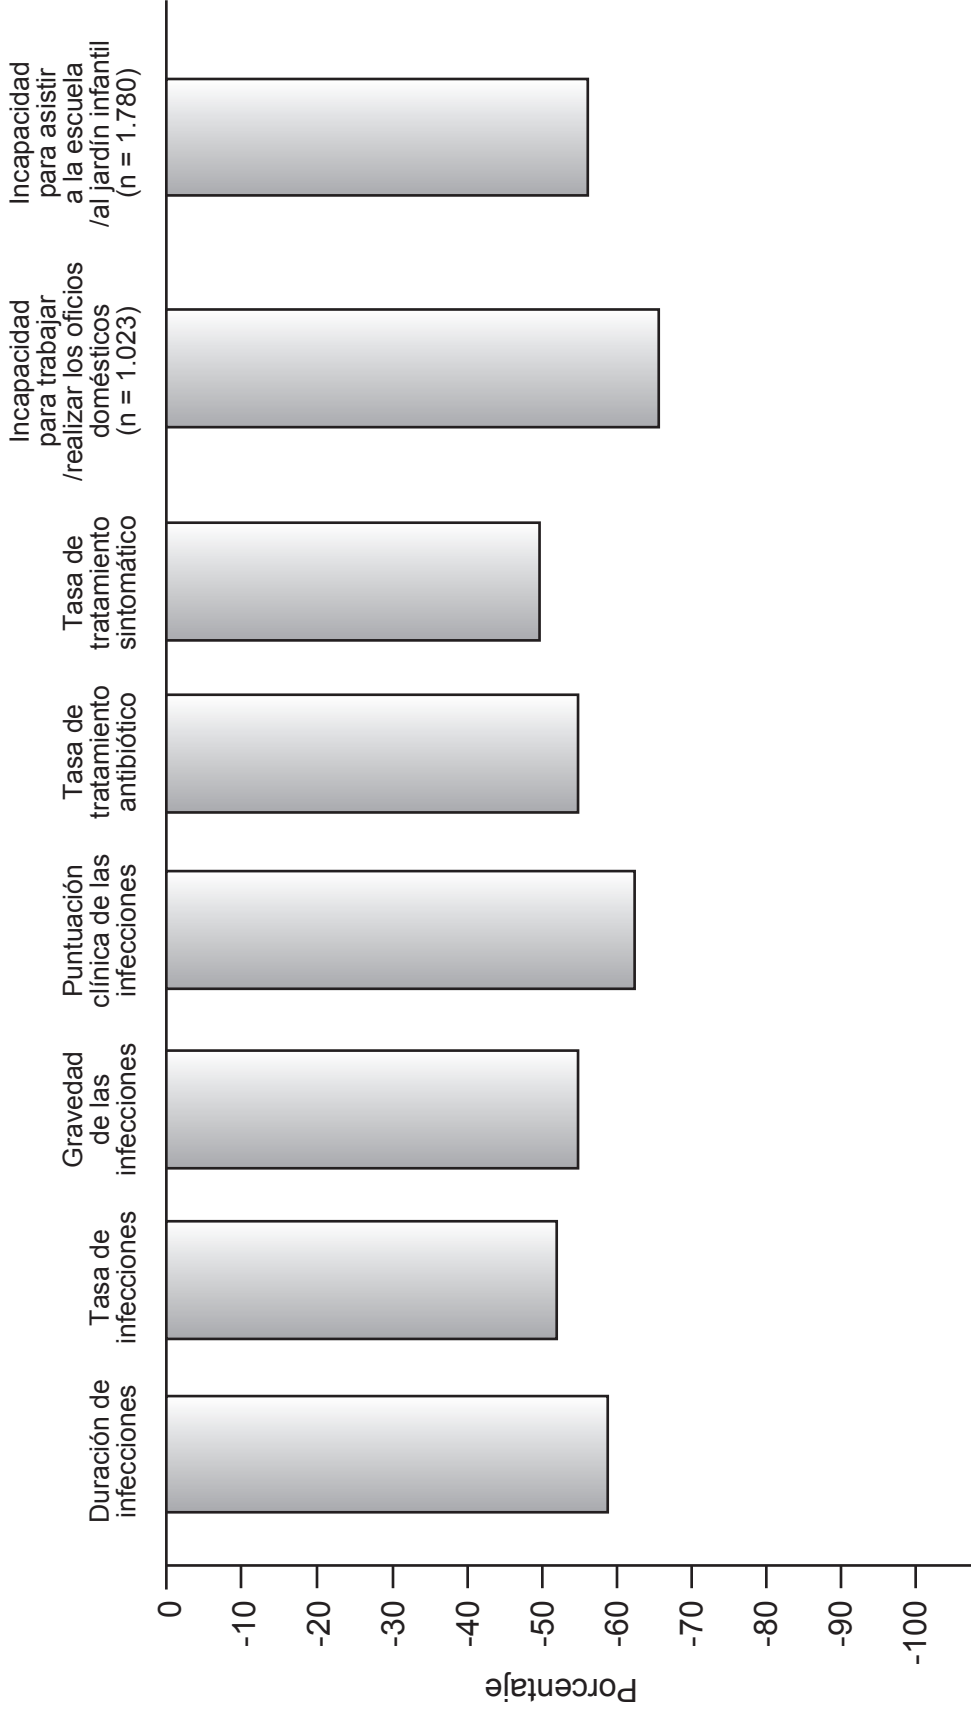 Duración de
infecciones
Tasa de
infecciones
Gravedad
de las
infecciones
Puntuación
clínica de las
infecciones
Tasa de
tratamiento
antibiótico
Tasa de
tratamiento
sintomático
Incapacidad
para trabajar
/realizar los oficios
domésticos
(n = 1.023)
Incapacidad
para asistir
a la escuela
/al jardín infantil
(n = 1.780)
0
-10
-20
-30
-40
-50
-60
-70
-80
-90
-100
Porcentaje